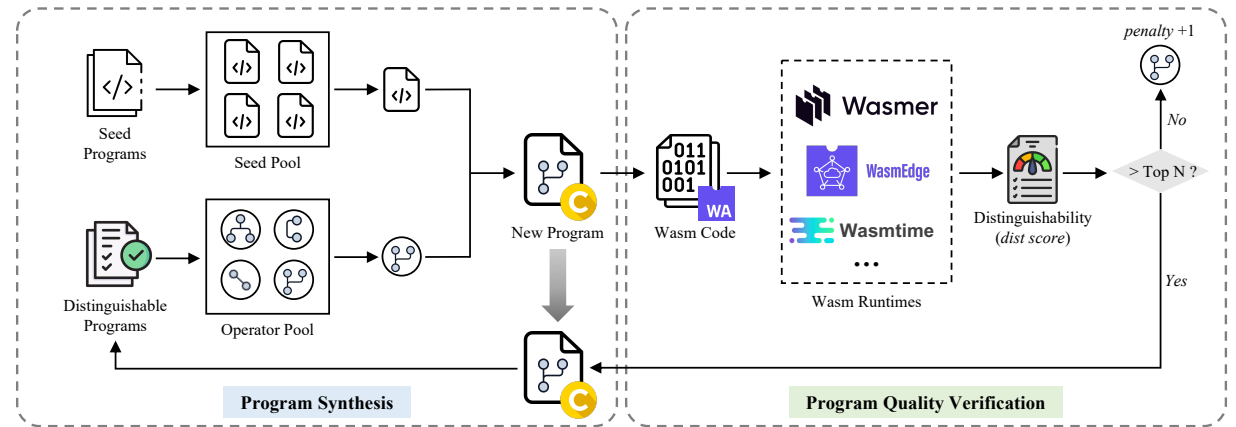 Seed
Programs
</>
</>
</>
</>
</>
Seed Pool
</>
Distinguishable
Programs
Operator Pool
New Program
C
C
Program Synthesis
011
0101
001
WA
Wasm Code
Wasmer
WasmEdge
Wasmtime
...
Wasm Runtimes
Distinguishability
(dist score)
> Top N ?
No
penalty +1
Yes
Program Quality Verification